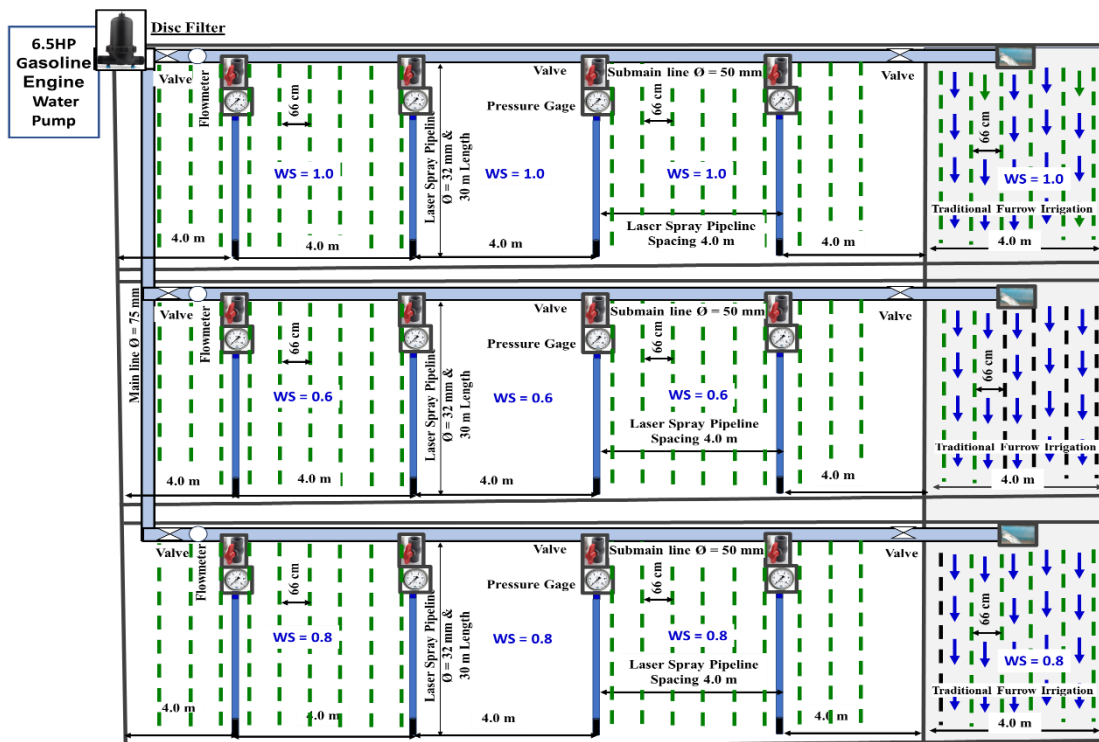 Disc Filter
6.5HP
Gasoline
Engine
Water
Pump
Main line Ø = 75 mm
Valve
Flowmeter
66 cm
WS = 1.0
Laser Spray Pipeline
Ø = 32 mm &
30 m Length
Valve
Pressure Gage
WS = 1.0
Submain line Ø = 50 mm
66 cm
WS = 1.0
Laser Spray Pipeline
Spacing 4.0 m
Valve
66 cm
WS = 1.0
Traditional Furrow Irrigation
4.0 m
4.0 m
4.0 m
4.0 m
4.0 m
Valve
Flowmeter
66 cm
WS = 0.6
Laser Spray Pipeline
Ø = 32 mm &
30 m Length
Valve
Pressure Gage
WS = 0.6
Submain line Ø = 50 mm
66 cm
WS = 0.6
Laser Spray Pipeline
Spacing 4.0 m
Valve
66 cm
Traditional Furrow Irrigation
4.0 m
4.0 m
4.0 m
4.0 m
4.0 m
Valve
Flowmeter
66 cm
WS = 0.8
Laser Spray Pipeline
Ø = 32 mm &
30 m Length
Valve
Pressure Gage
WS = 0.8
Submain line Ø = 50 mm
66 cm
WS = 0.8
Laser Spray Pipeline
Spacing 4.0 m
Valve
66 cm
WS = 0.8
Traditional Furrow Irrigation
4.0 m
4.0 m
4.0 m
4.0 m
4.0 m